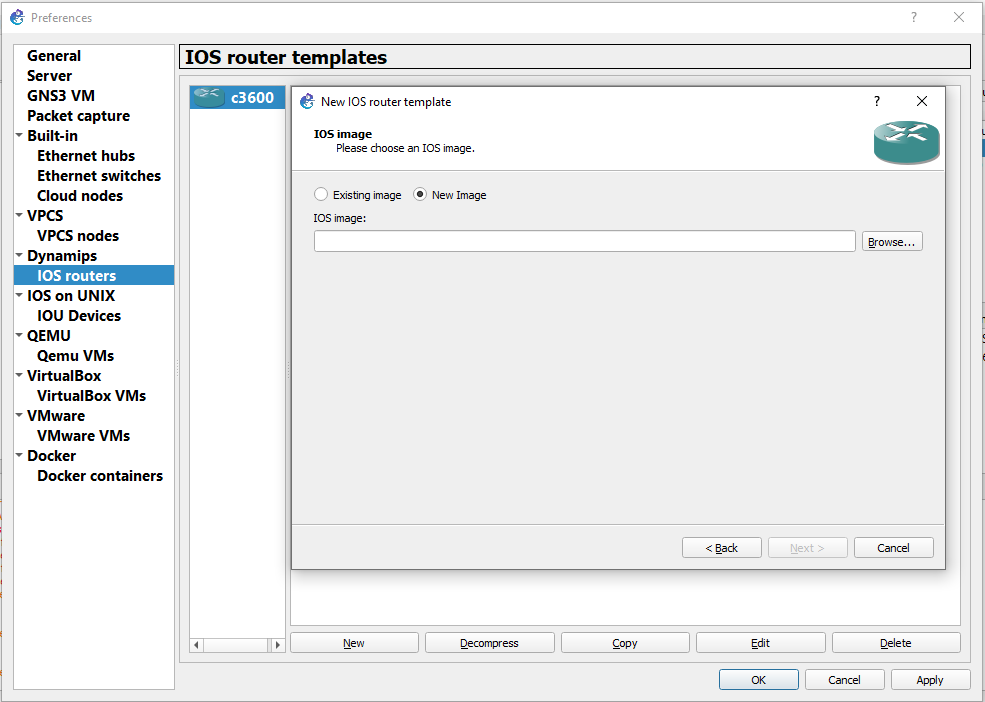 Preferences
?
General
Server
GNS3 VM
Packet capture
Built-in
Ethernet hubs
Ethernet switches
Cloud nodes
VPCS
VPCS nodes
Dynamips
IOS routers
IOS on UNIX
IOU Devices
QEMU
Qemu VMs
VirtualBox
VirtualBox VMs
VMware
VMware VMs
Docker
Docker containers
IOS router templates
c3600
New IOS router template
?
IOS image
Please choose an IOS image.
Existing image
New Image
IOS image:
Browse...
< Back
Next >
Cancel
New
Decompress
Copy
Edit
Delete
OK
Cancel
Apply